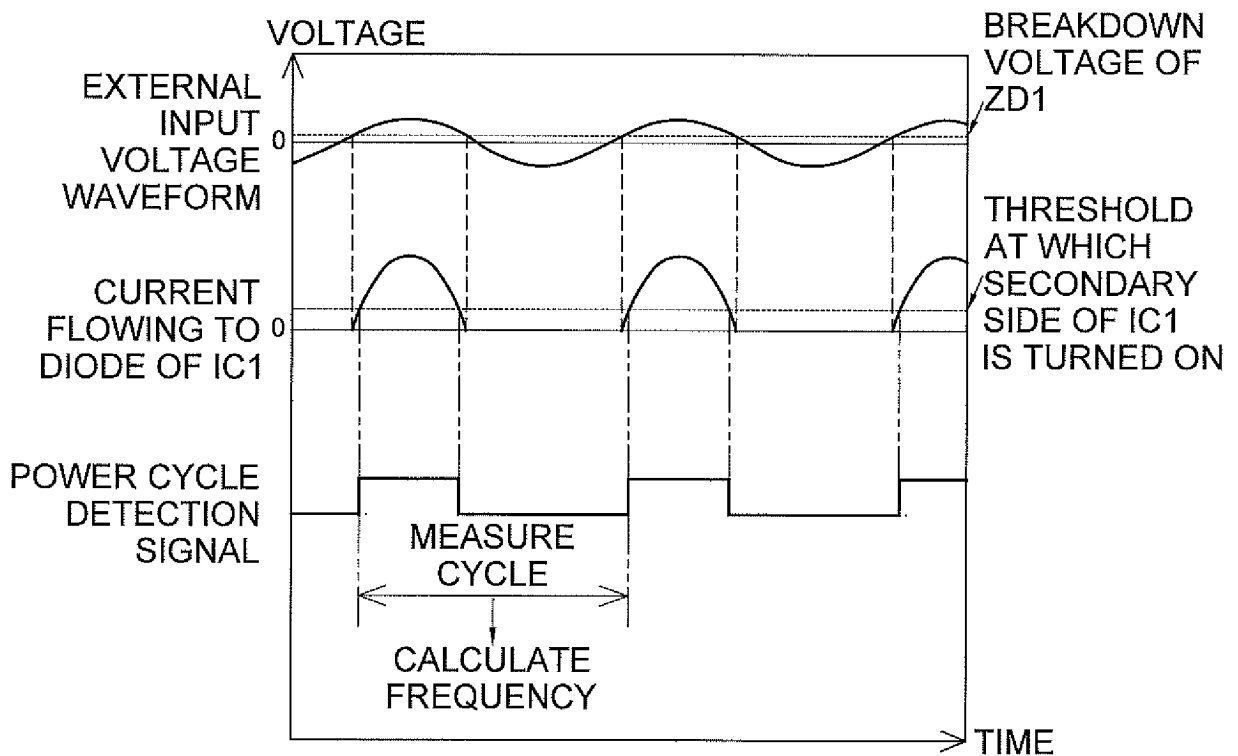 VOLTAGE
EXTERNAL
INPUT
VOLTAGE
WAVEFORM
0
BREAKDOWN
VOLTAGE OF
ZD1
CURRENT
FLOWING TO
DIODE OF IC1
0
THRESHOLD
AT WHICH
SECONDARY
SIDE OF IC1
IS TURNED ON
POWER CYCLE
DETECTION
SIGNAL
MEASURE
CYCLE
CALCULATE
FREQUENCY
TIME